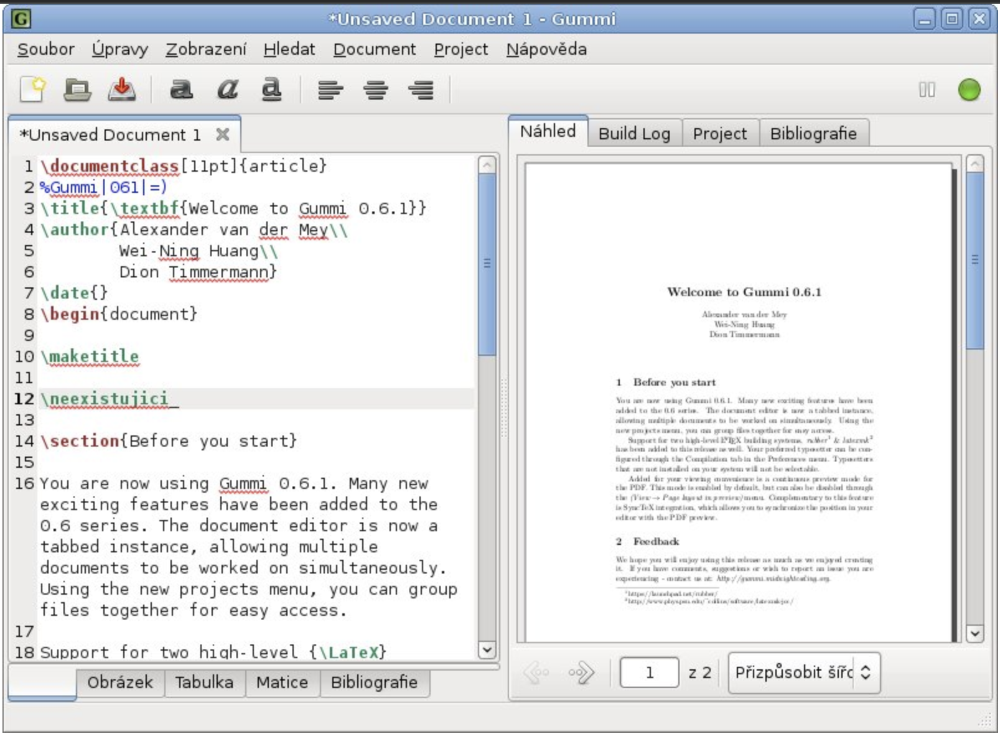 *Unsaved Document 1 - Gummi
Soubor Úpravy Zobrazení Hledat Document Project Nápověda
a a a
*Unsaved Document 1
1 \documentclass[11pt]{article}
2 %Gummi|061|=)
3 \title{\textbf{Welcome to Gummi 0.6.1}}
4 \author{Alexander van der Mey\\
5 Wei-Ning Huang\\
6 Dion Timmermann}
7 \date{}
8 \begin{document}
9
10 \maketitle
11
12 \neexistujici_
13
14 \section{Before you start}
15
16 You are now using Gummi 0.6.1. Many new
exciting features have been added to the
0.6 series. The document editor is now a
tabbed instance, allowing multiple
documents to be worked on simultaneously.
Using the new projects menu, you can group
files together for easy access.
17
18 Support for two high-level {\LaTeX}
Obrázek Tabulka Matice Bibliografie
Náhled Build Log Project Bibliografie
Welcome to Gummi 0.6.1
Alexander van der Mey
Wei-Ning Huang
Dion Timmermann
1 Before you start
You are now using Gummi 0.6.1. Many new exciting features have been
added to the 0.6 series. The document editor is now a tabbed instance,
allowing multiple documents to be worked on simultaneously. Using the
new projects menu, you can group files together for easy access.
Support for two high-level LATEX building systems, rubber1 & latexmk2
has been added to this release as well. Your preferred typesetter can be con-
figured through the Compilation tab in the Preferences menu. Typesetters
that are not installed on your system will not be selectable.
Added for your viewing convenience is a continuous preview mode for
the PDF. This mode is enabled by default, but can also be disabled through
the (View → Page layout in preview) menu. Complementary to this feature
is SyncTeX integration, which allows you to synchronize the position in your
editor with the PDF preview.
2 Feedback
We hope you will enjoy using this release as much as we enjoyed creating
it. If you have comments, suggestions or wish to report an issue you are
experiencing - contact us at: http://gummi.midnightcoding.org.
1https://launchpad.net/rubber/
1 z 2 Přizpůsobit šířc